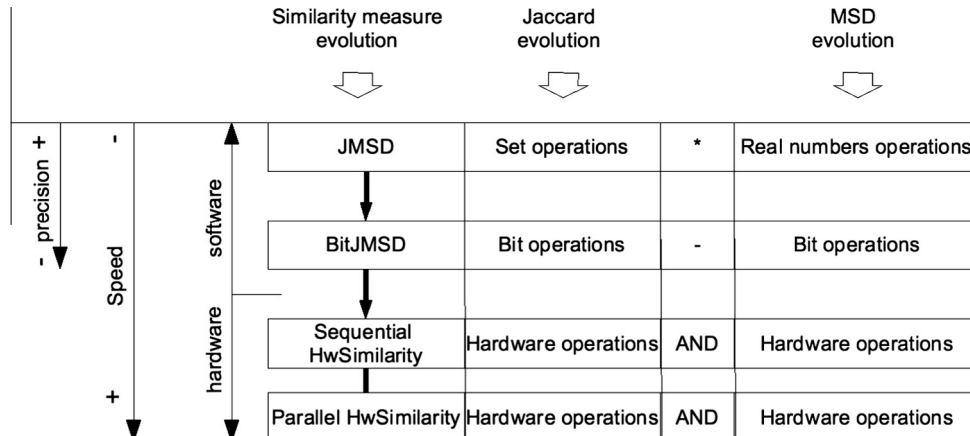 Similarity measure
evolution
Jaccard
evolution
MSD
evolution
- precision +
-
Speed
+
software
hardware
JMSD
Set operations
*
Real numbers operations
BitJMSD
Bit operations
-
Bit operations
Sequential
HwSimilarity
Hardware operations
AND
Hardware operations
Parallel HwSimilarity
Hardware operations
AND
Hardware operations